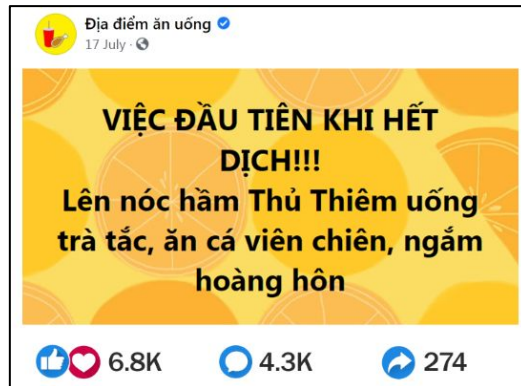 Địa điểm ăn uống
17 July ·
VIỆC ĐẦU TIÊN KHI HẾT
DỊCH!!!
Lên nóc hầm Thủ Thiêm uống
trà tắc, ăn cá viên chiên, ngắm
hoàng hôn
6.8K 4.3K 274